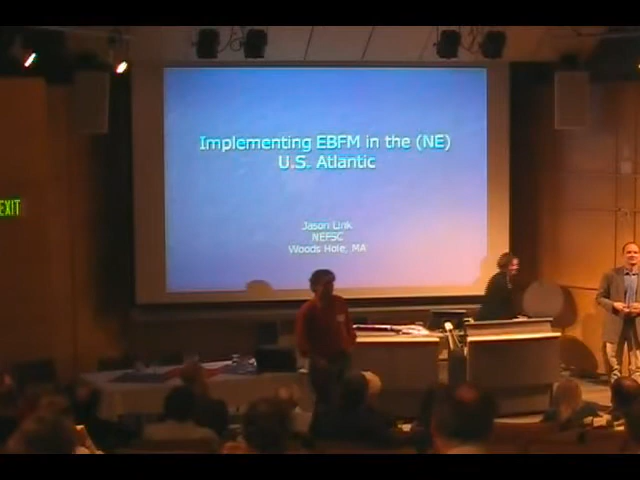 Implementing EBFM in the (NE)
U.S. Atlantic
Jason Link
NEFSC
Woods Hole, MA
EXIT